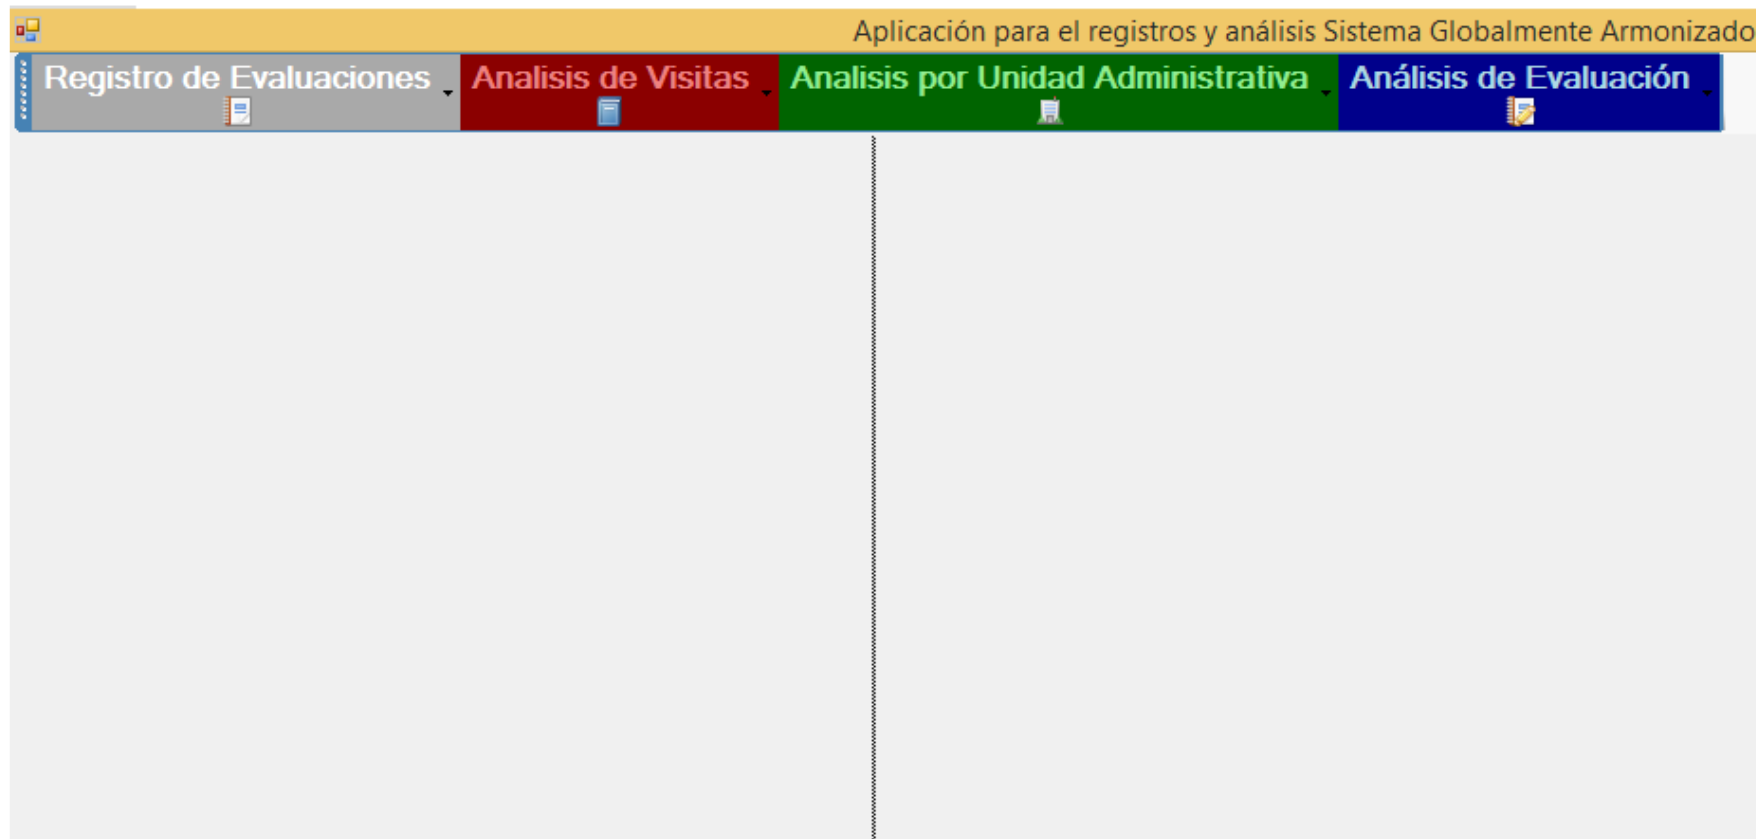 Aplicación para el registros y análisis Sistema Globalmente Armonizado
Registro de Evaluaciones Analisis de Visitas Analisis por Unidad Administrativa Análisis de Evaluación